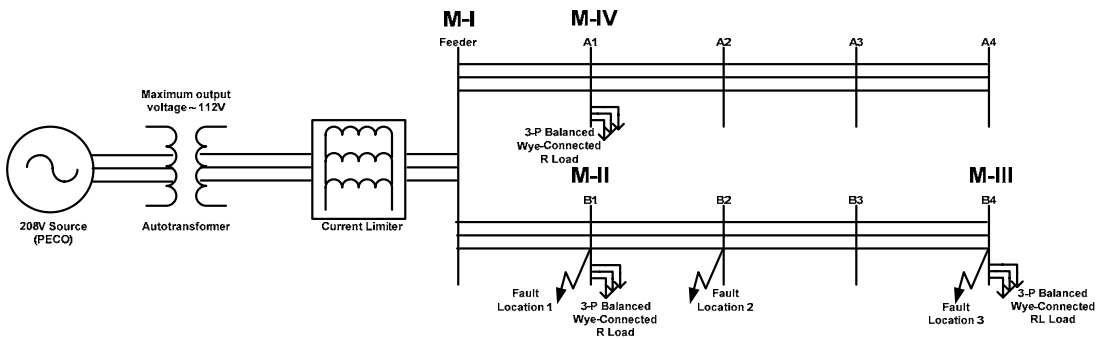 M-I
M-IV
Feeder
A1
A2
A3
A4
Maximum output
voltage ~ 112V
3-P Balanced
Wye-Connected
R Load
M-II
M-III
208V Source
(PECO)
Autotransformer
Current Limiter
B1
B2
B3
B4
Fault
Location 1
3-P Balanced
Wye-Connected
R Load
Fault
Location 2
Fault
Location 3
3-P Balanced
Wye-Connected
RL Load